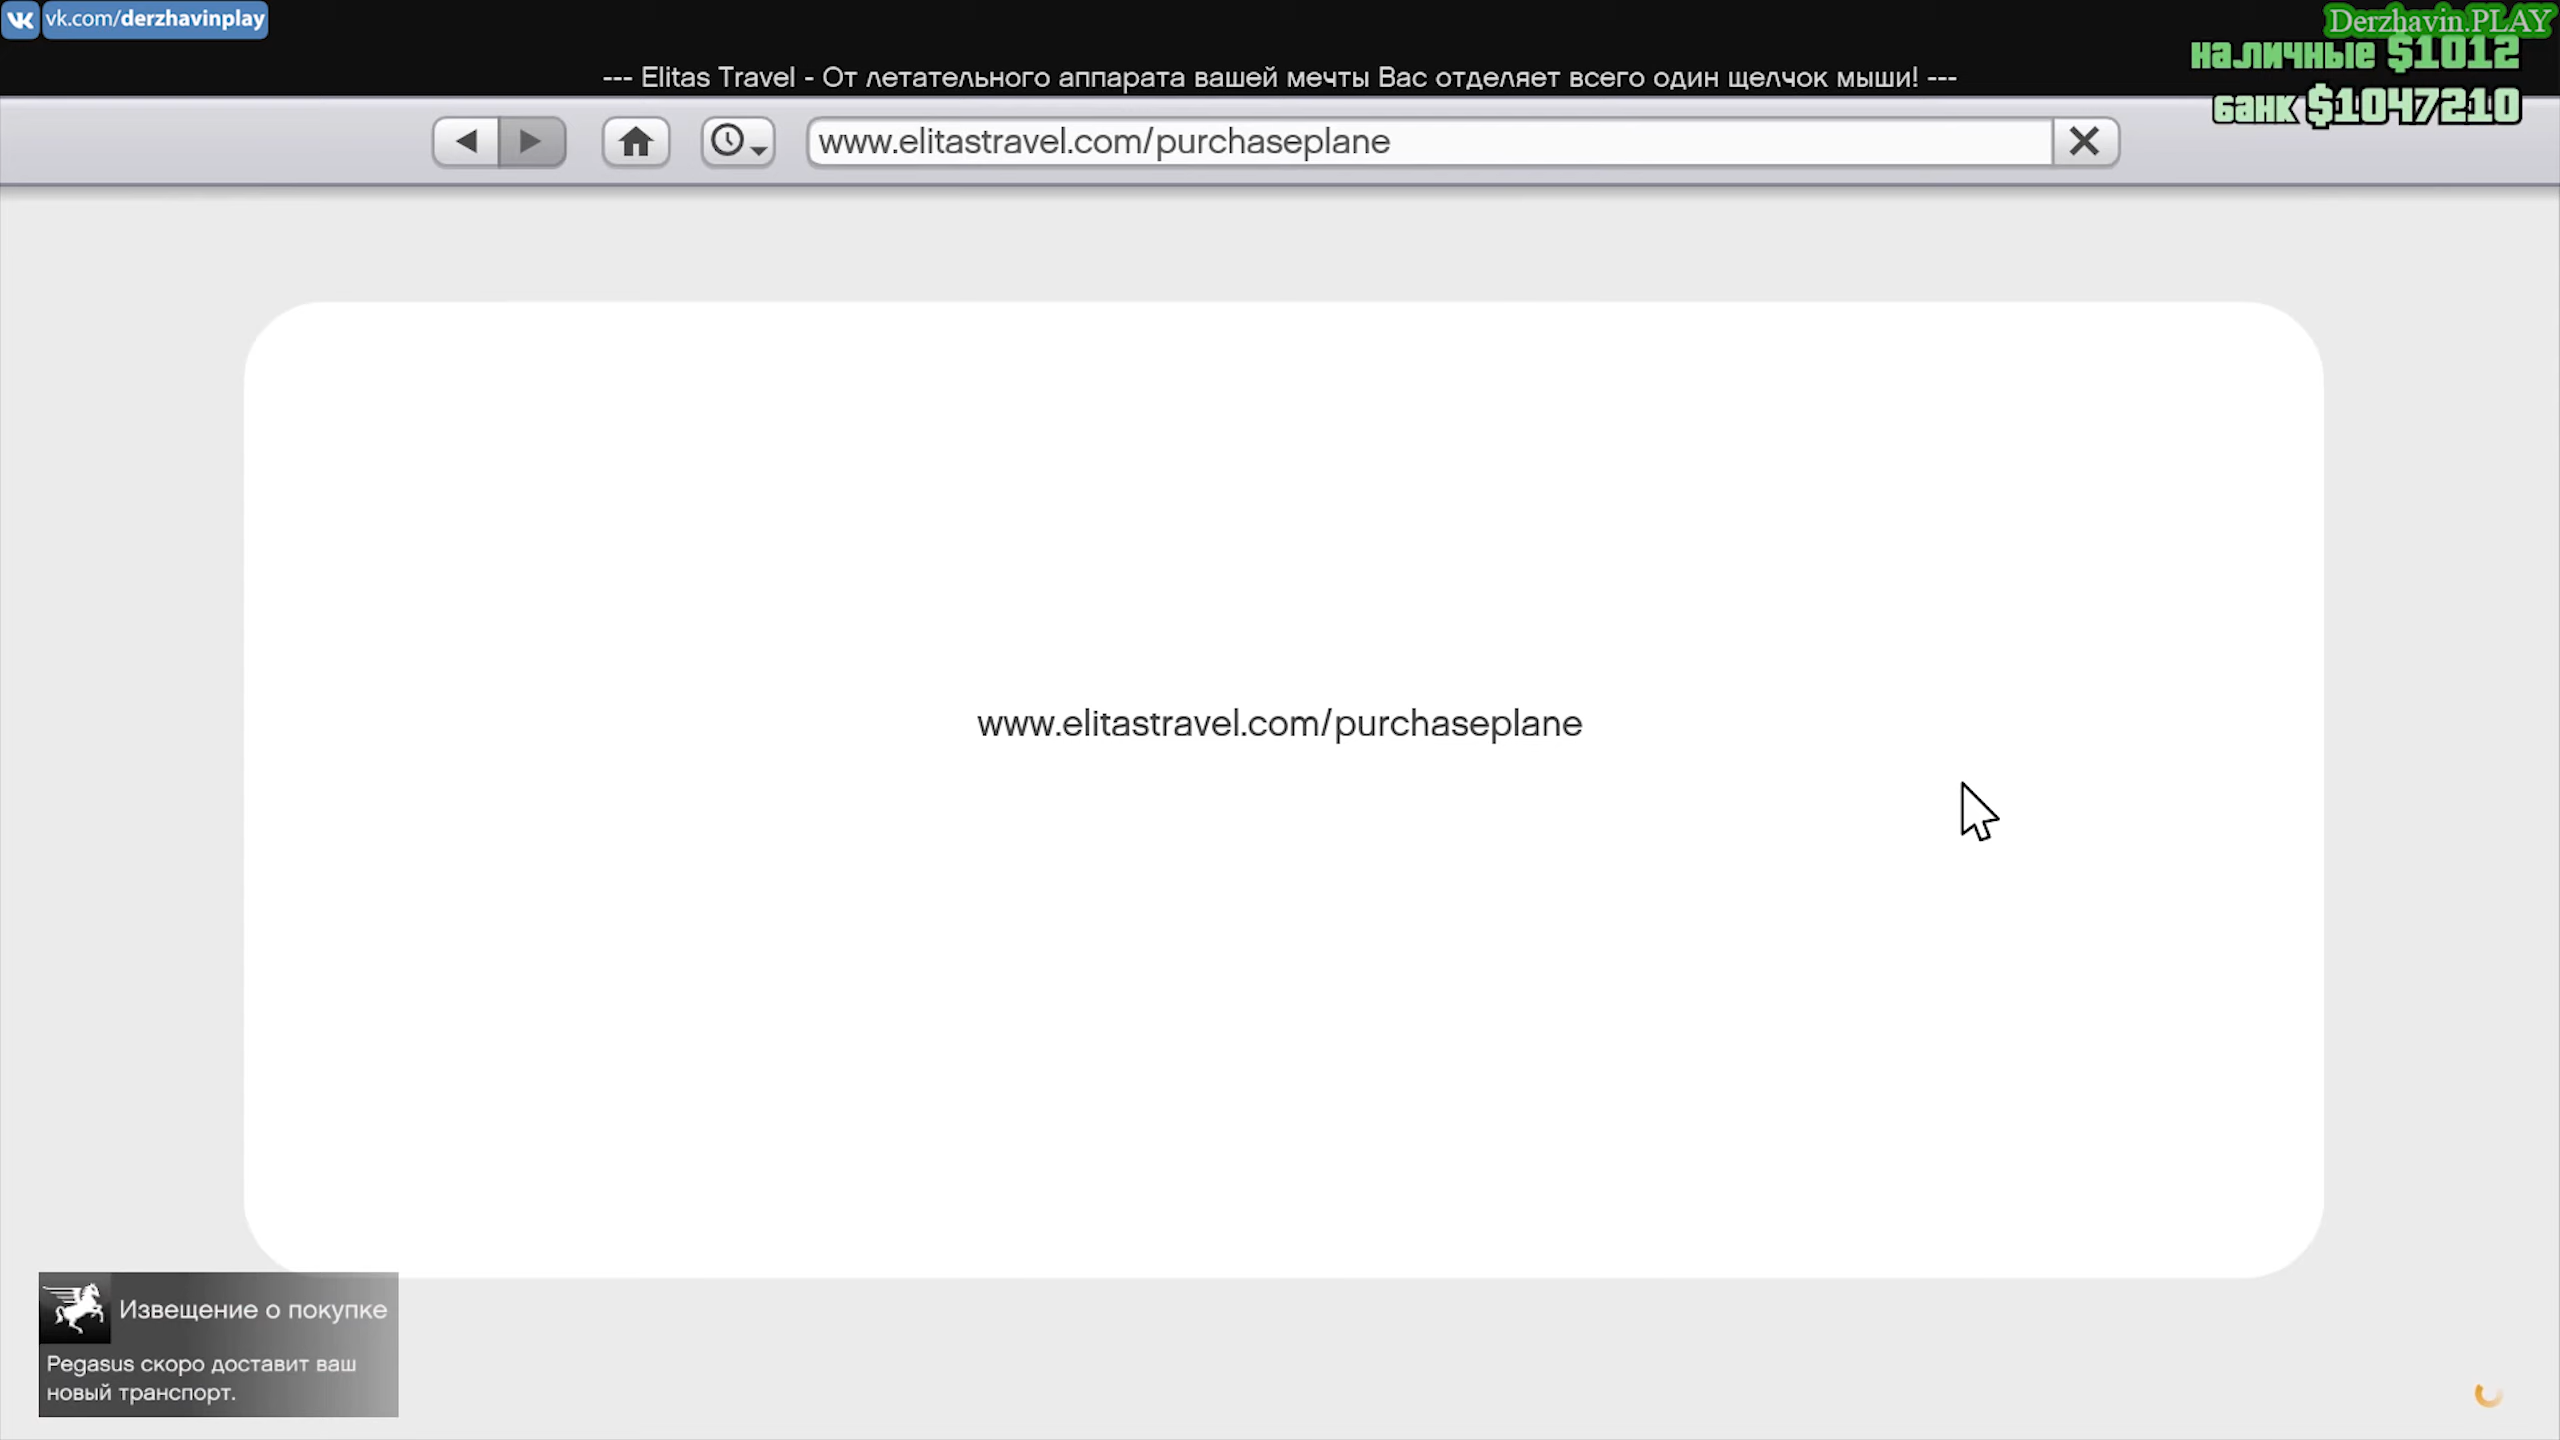 vk.com/derzhavinplay
Derzhavin.PLAY
наличные $1012
--- Elitas Travel - От летательного аппарата вашей мечты Вас отделяет всего один щелчок мыши! ---
банк $1047210
www.elitastravel.com/purchaseplane
www.elitastravel.com/purchaseplane
Извещение о покупке
Pegasus скоро доставит ваш
новый транспорт.